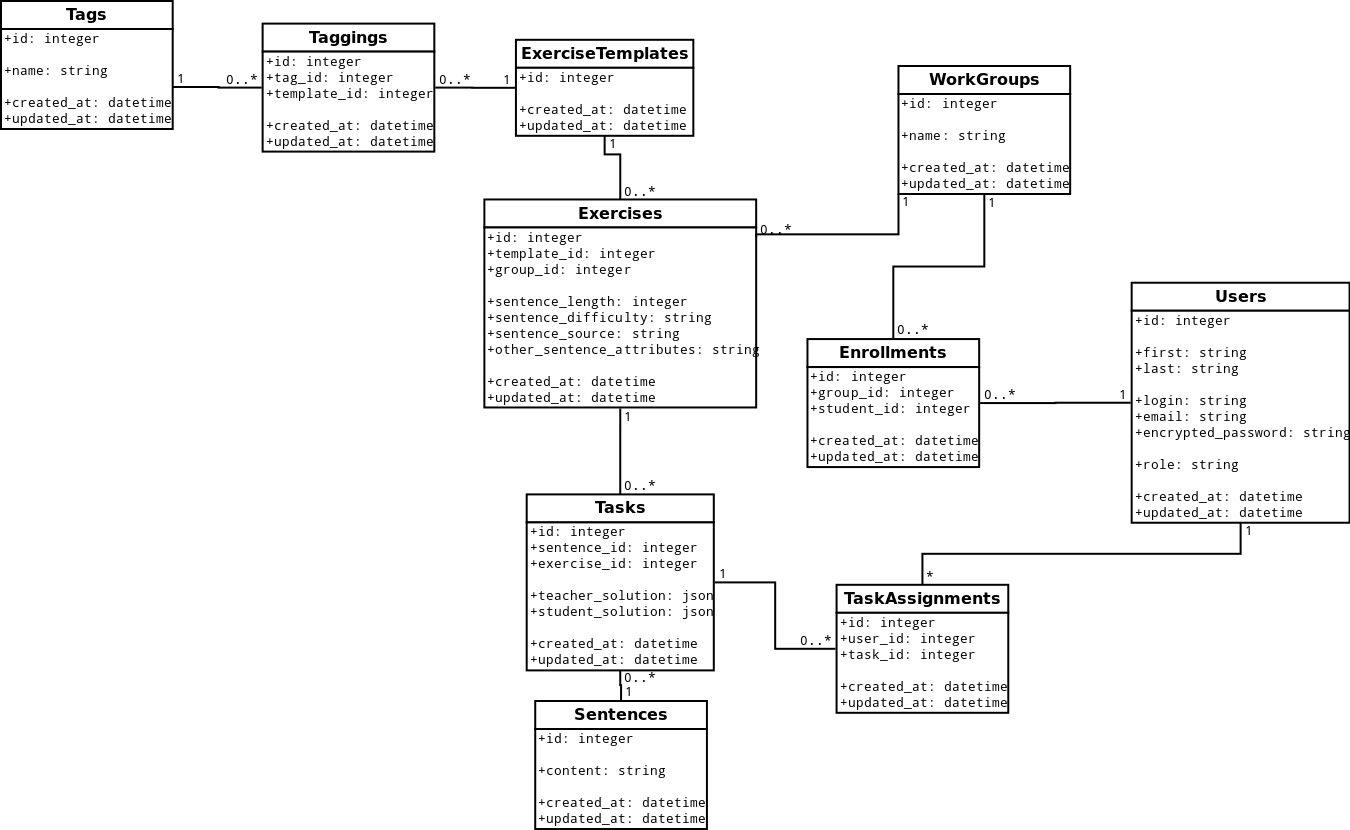 Tags
+id: integer
+name: string
+created_at: datetime
+updated_at: datetime
1
0..*
Taggings
+id: integer
+tag_id: integer
+template_id: integer
+created_at: datetime
+updated_at: datetime
0..*
1
ExerciseTemplates
+id: integer
+created_at: datetime
+updated_at: datetime
1
0..*
WorkGroups
+id: integer
+name: string
+created_at: datetime
+updated_at: datetime
1
1
Exercises
+id: integer
+template_id: integer
+group_id: integer
+sentence_length: integer
+sentence_difficulty: string
+sentence_source: string
+other_sentence_attributes: string
+created_at: datetime
+updated_at: datetime
0..*
1
0..*
0..*
Enrollments
+id: integer
+group_id: integer
+student_id: integer
+created_at: datetime
+updated_at: datetime
0..*
1
Users
+id: integer
+first: string
+last: string
+login: string
+email: string
+encrypted_password: string
+role: string
+created_at: datetime
+updated_at: datetime
1
*
Tasks
+id: integer
+sentence_id: integer
+exercise_id: integer
+teacher_solution: json
+student_solution: json
+created_at: datetime
+updated_at: datetime
1
0..*
TaskAssignments
+id: integer
+user_id: integer
+task_id: integer
+created_at: datetime
+updated_at: datetime
0..*
1
Sentences
+id: integer
+content: string
+created_at: datetime
+updated_at: datetime